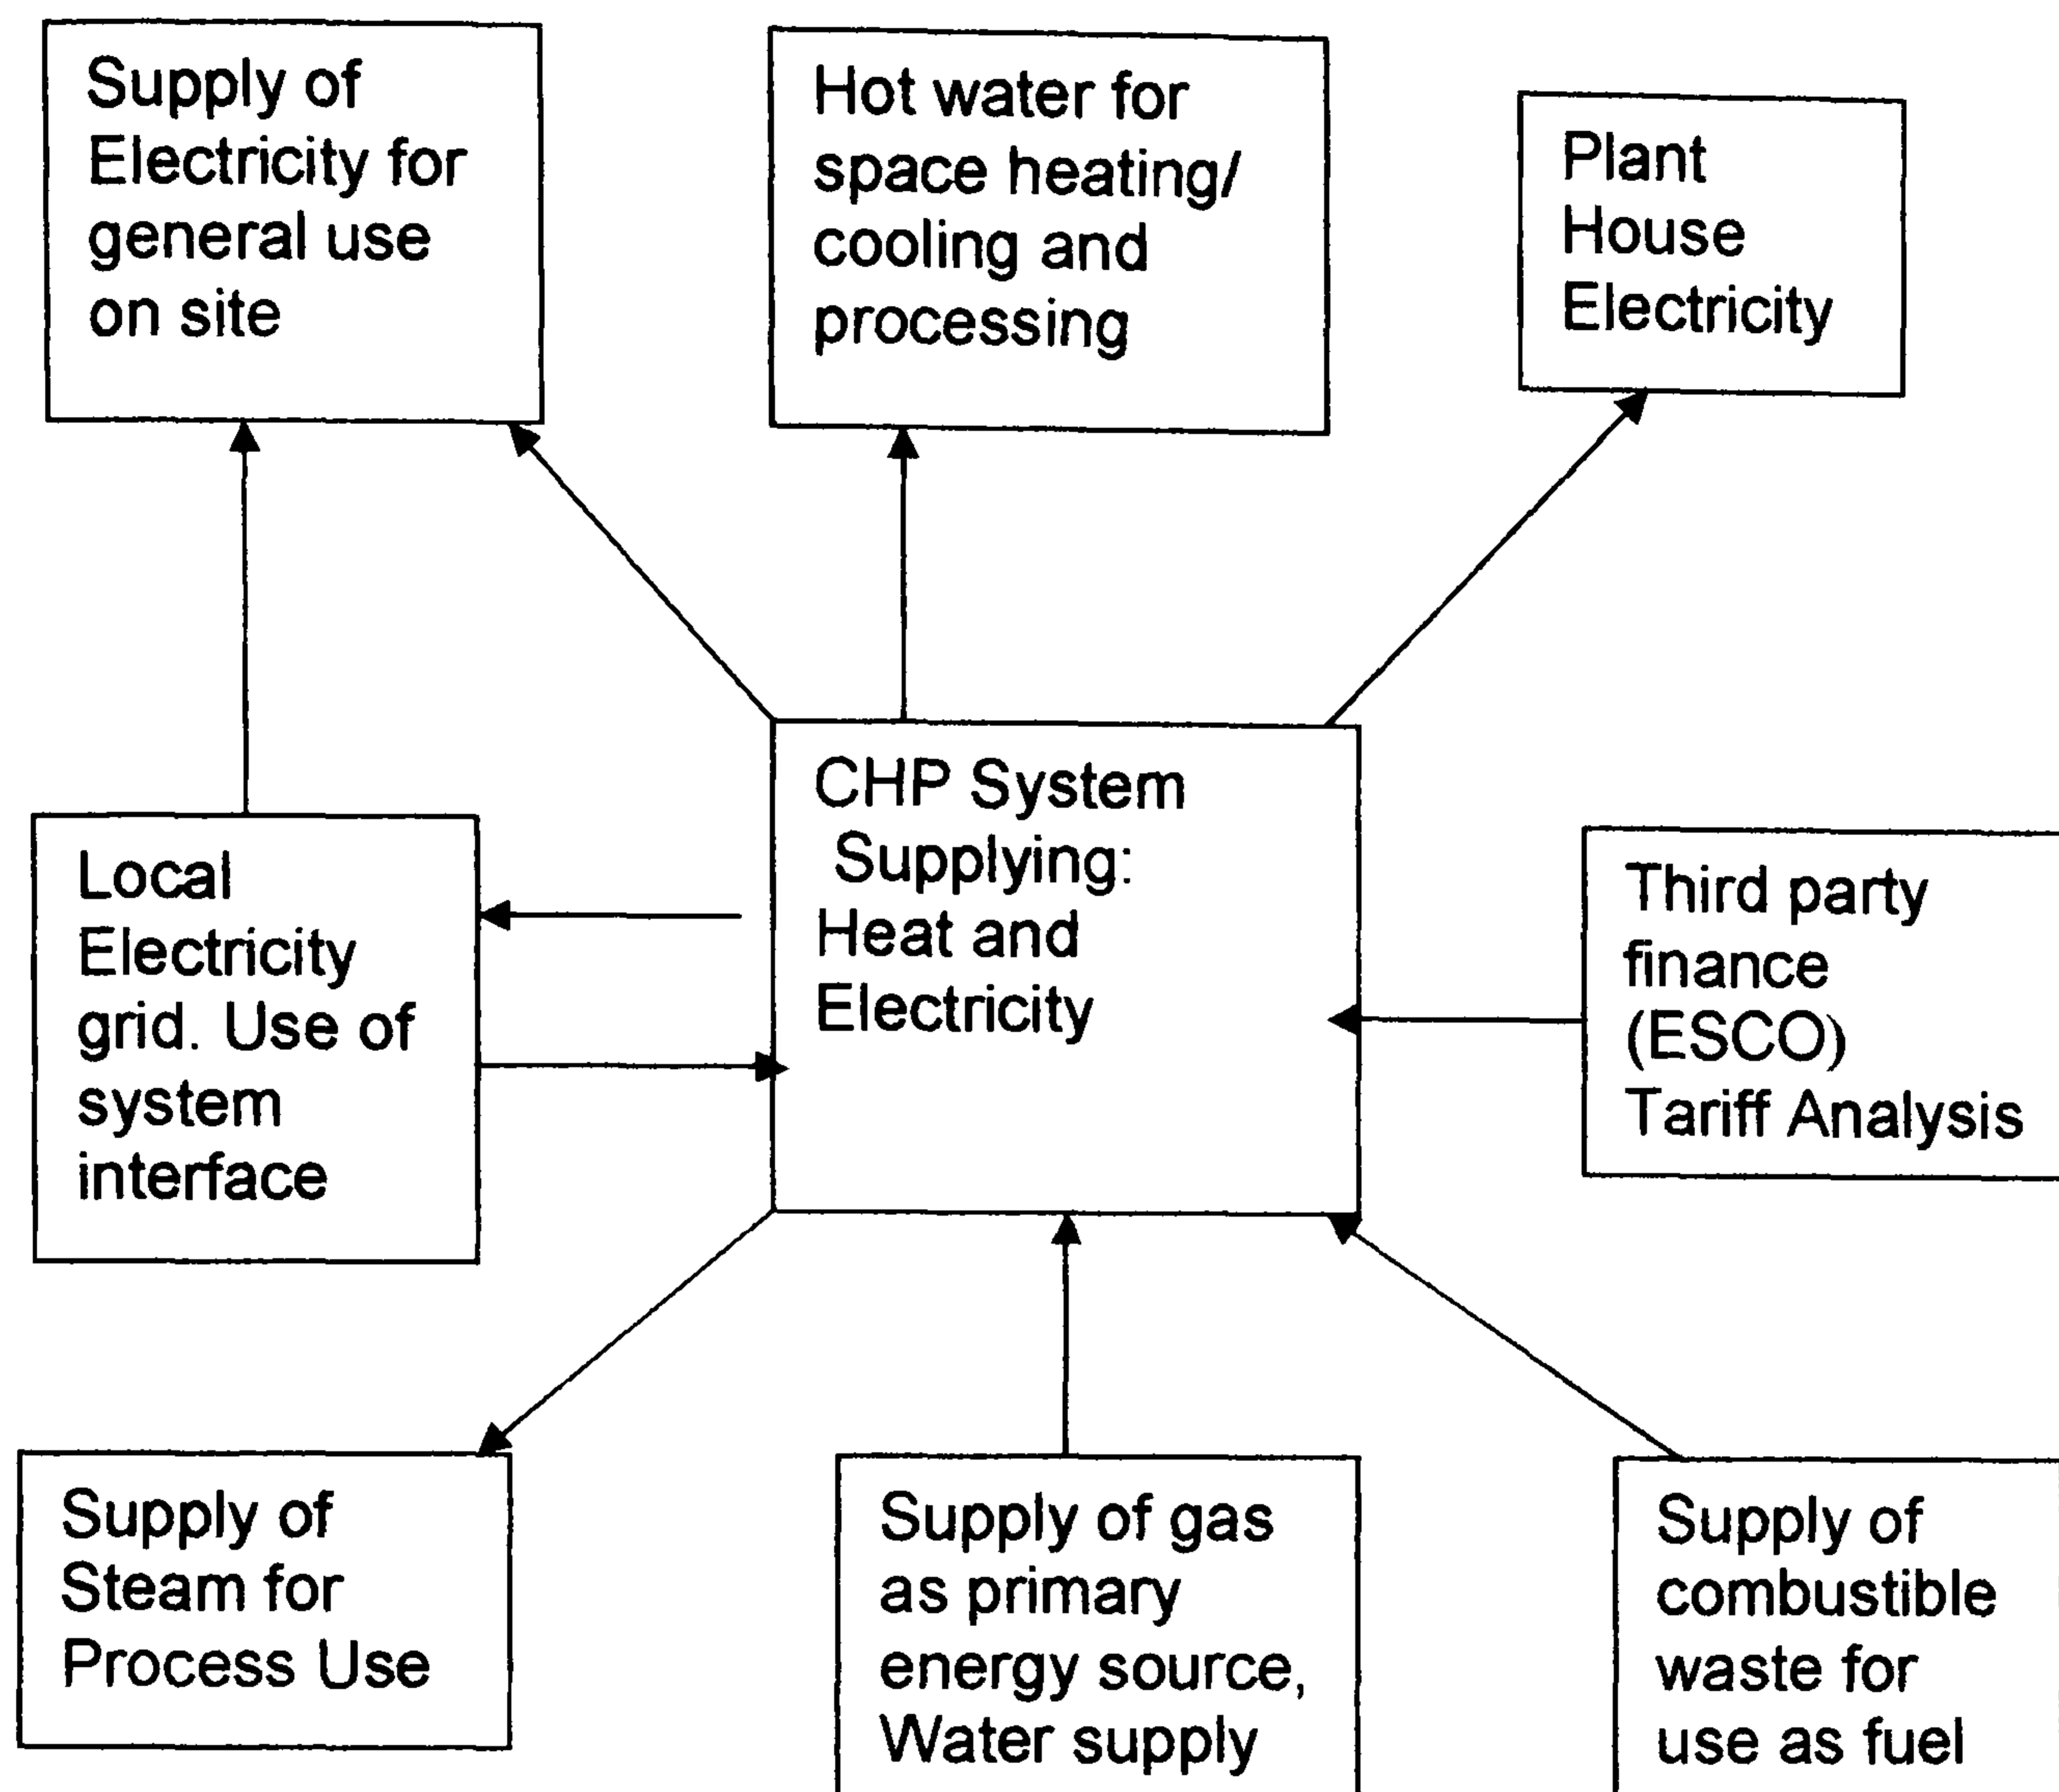 Supply of
Electricity for
general use
on site
Hot water for
space heating/
cooling and
processing
Plant
House
Electricity
Local
Electricity
grid. Use of
system
interface
CHP System
Supplying:
Heat and
Electricity
Third party
finance
(ESCO)
Tariff Analysis
Supply of
Steam for
Process Use
Supply of gas
as primary
energy source,
Water supply
Supply of
combustible
waste for
use as fuel